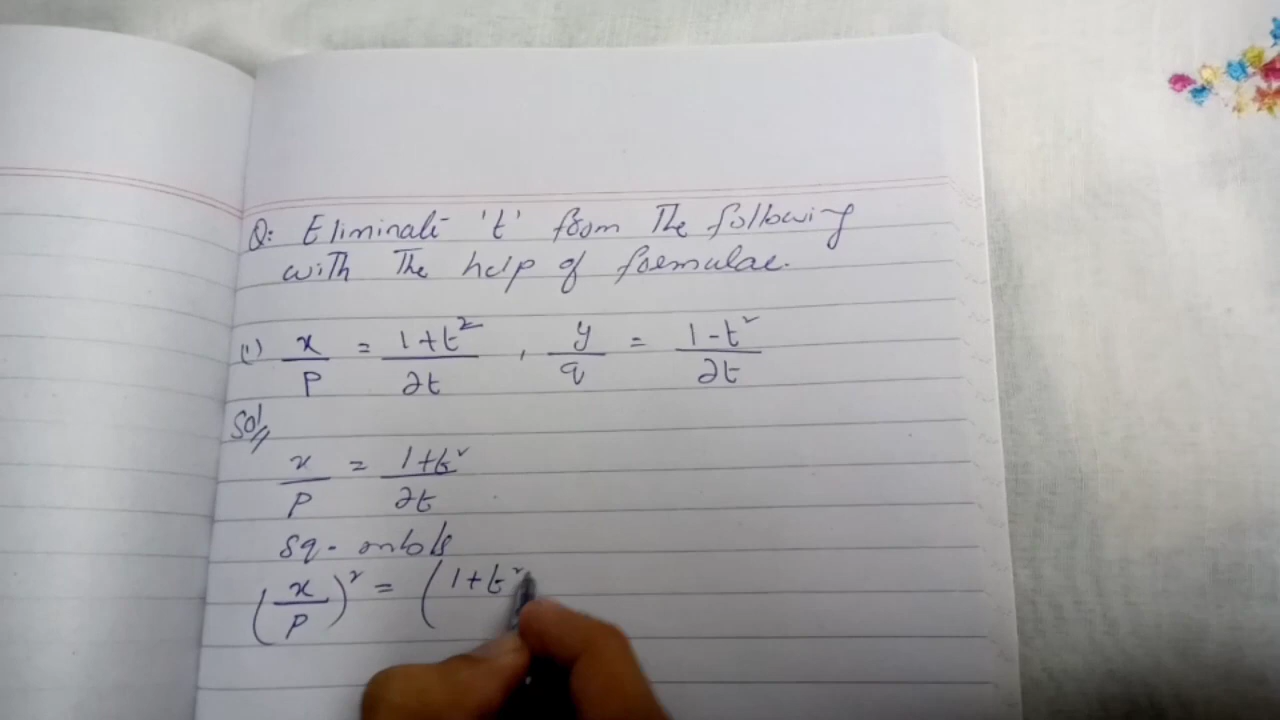 Q: Eliminate 't' from the following
with the help of formulae.
(1) x/p = 1+t²/2t , y/q = 1-t²/2t
Sol//
x/p = 1+t²/2t
Sq. on b/s
(x/p)² = (1+t²